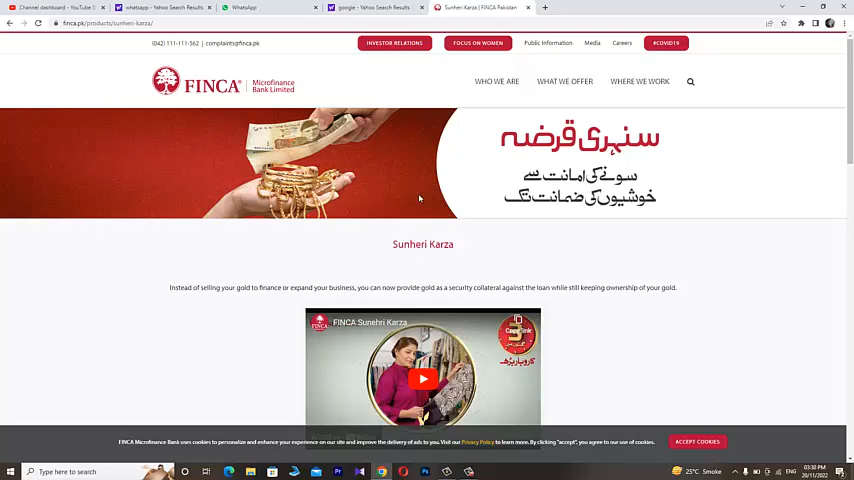 Channel dashboard - YouTube S
whatsapp - Yahoo Search Results
WhatsApp
google - Yahoo Search Results
Sunheri Karza | FINCA Pakistan
finca.pk/products/sunheri-karza/
(042) 111-111-562 | complaints@finca.pk
INVESTOR RELATIONS
FOCUS ON WOMEN
Public Information
Media
Careers
#COVID19
FINCA
Microfinance
Bank Limited
WHO WE ARE
WHAT WE OFFER
WHERE WE WORK
سنہری قرضہ
سونے کی امانت سے
خوشیوں کی ضمانت تک
Sunheri Karza
Instead of selling your gold to finance or expand your business, you can now provide gold as a security collateral against the loan while still keeping ownership of your gold.
FINCA
FINCA Sunehri Karza
Copy link
FINCA Microfinance Bank uses cookies to personalize and enhance your experience on our site and improve the delivery of ads to you. Visit our Privacy Policy to learn more. By clicking "accept", you agree to our use of cookies.
ACCEPT COOKIES
Type here to search
25°C Smoke
ENG
03:30 PM
20/11/2022